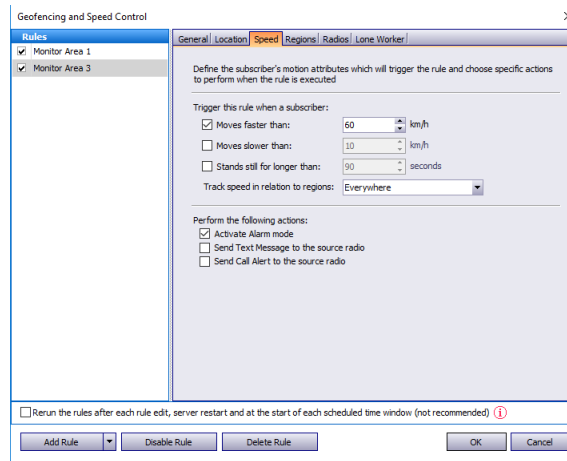 Geofencing and Speed Control
Rules
Monitor Area 1
Monitor Area 3
General Location Speed Regions Radios Lone Worker
Define the subscriber's motion attributes which will trigger the rule and choose specific actions
to perform when the rule is executed
Trigger this rule when a subscriber:
Moves faster than: 60 km/h
Moves slower than: 10 km/h
Stands still for longer than: 90 seconds
Track speed in relation to regions: Everywhere
Perform the following actions:
Activate Alarm mode
Send Text Message to the source radio
Send Call Alert to the source radio
Rerun the rules after each rule edit, server restart and at the start of each scheduled time window (not recommended) i
Add Rule Disable Rule Delete Rule OK Cancel